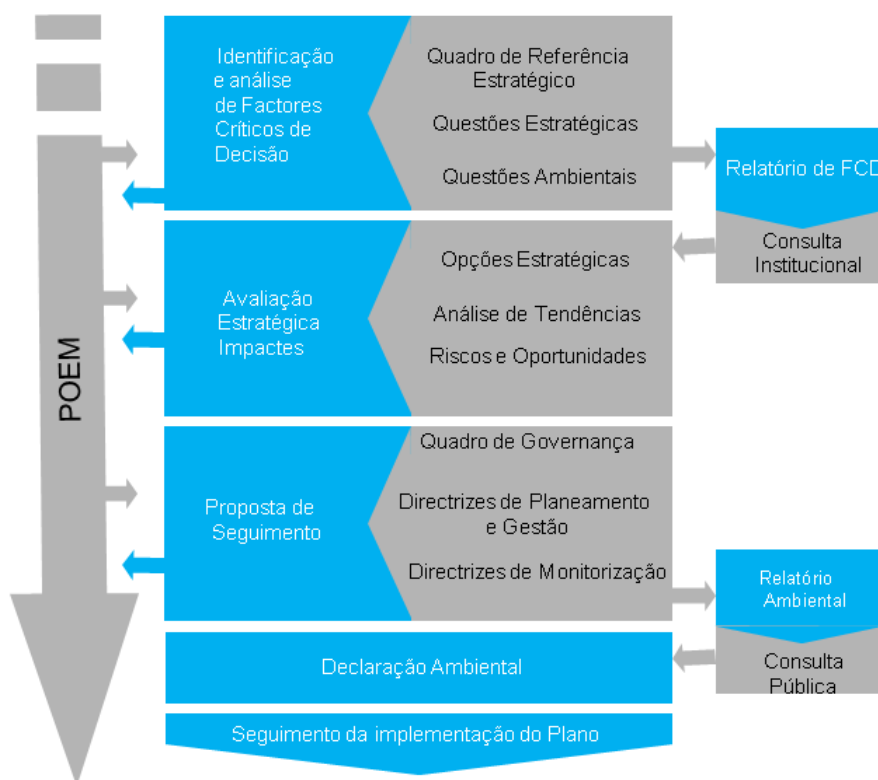 Identificação
e análise
de Factores
Críticos de
Decisão
Quadro de Referência
Estratégico
Questões Estratégicas
Questões Ambientais
Relatório de FCD
Consulta
Institucional
Avaliação
Estratégica
Impactes
Opções Estratégicas
Análise de Tendências
Riscos e Oportunidades
POEM
Proposta de
Seguimento
Quadro de Governança
Directrizes de Planeamento
e Gestão
Directrizes de Monitorização
Relatório
Ambiental
Consulta
Pública
Declaração Ambiental
Seguimento da implementação do Plano